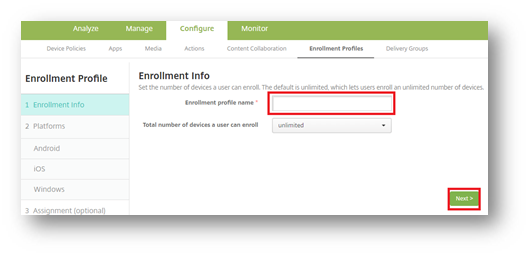 Analyze Manage Configure Monitor
Device Policies Apps Media Actions Content Collaboration Enrollment Profiles Delivery Groups
Enrollment Profile
1 Enrollment Info
2 Platforms
Android
iOS
Windows
3 Assignment (optional)
Enrollment Info
Set the number of devices a user can enroll. The default is unlimited, which lets users enroll an unlimited number of devices.
Enrollment profile name *
Total number of devices a user can enroll unlimited
Next >